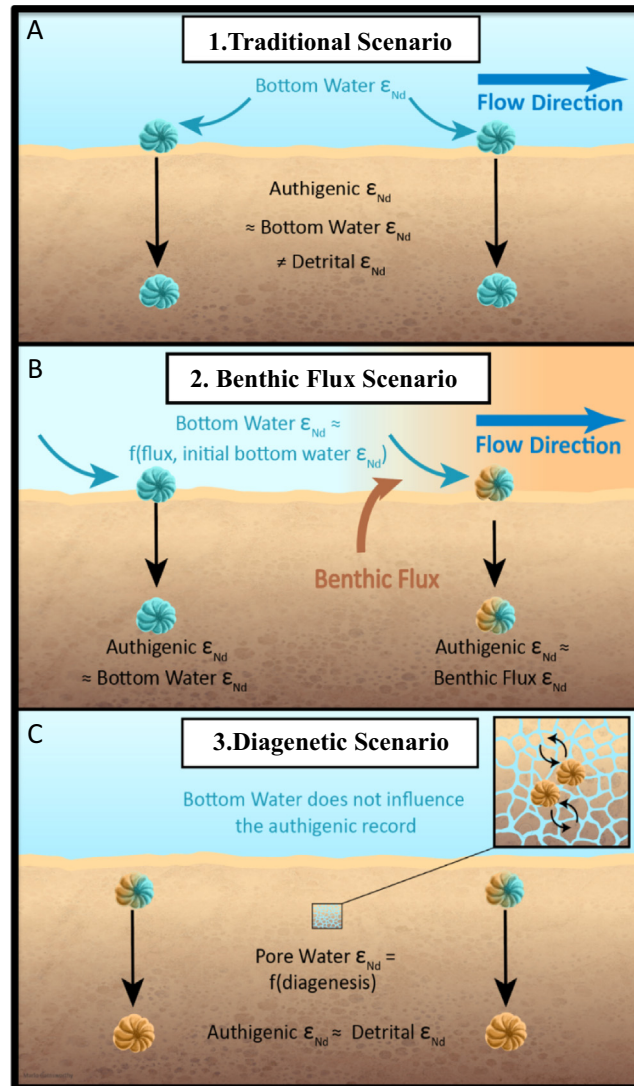 A
1.Traditional Scenario
Bottom Water εNd
Flow Direction
Authigenic εNd
≈ Bottom Water εNd
≠ Detrital εNd
B
2. Benthic Flux Scenario
Bottom Water εNd ≈
f(flux, initial bottom water εNd)
Flow Direction
Benthic Flux
Authigenic εNd
≈ Bottom Water εNd
Authigenic εNd ≈
Benthic Flux εNd
C
3.Diagenetic Scenario
Bottom Water does not influence
the authigenic record
Pore Water εNd =
f(diagenesis)
Authigenic εNd ≈ Detrital εNd